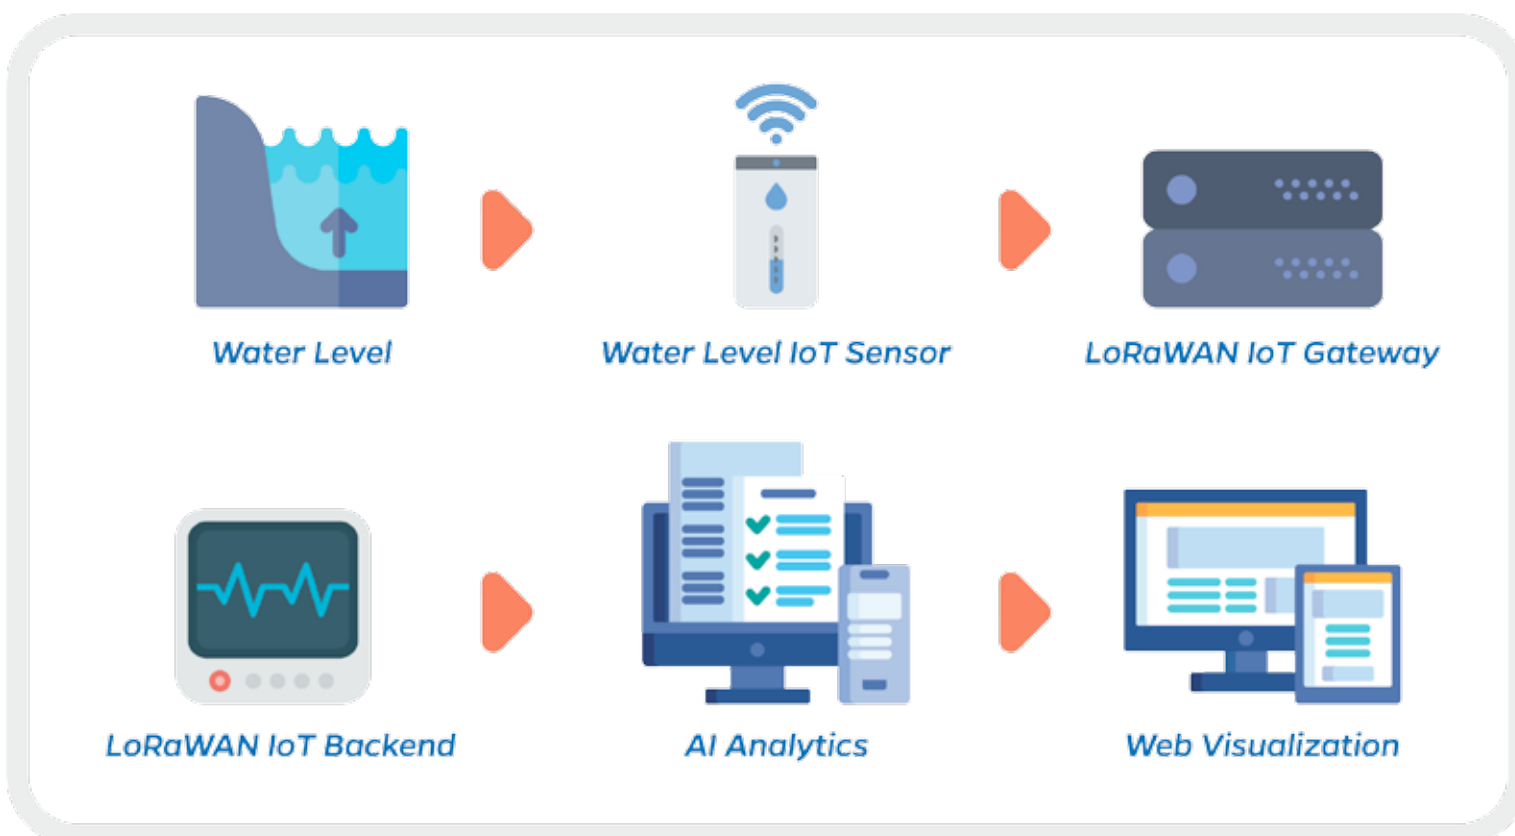 Water Level
Water Level IoT Sensor
LoRaWAN IoT Gateway
LoRaWAN IoT Backend
AI Analytics
Web Visualization